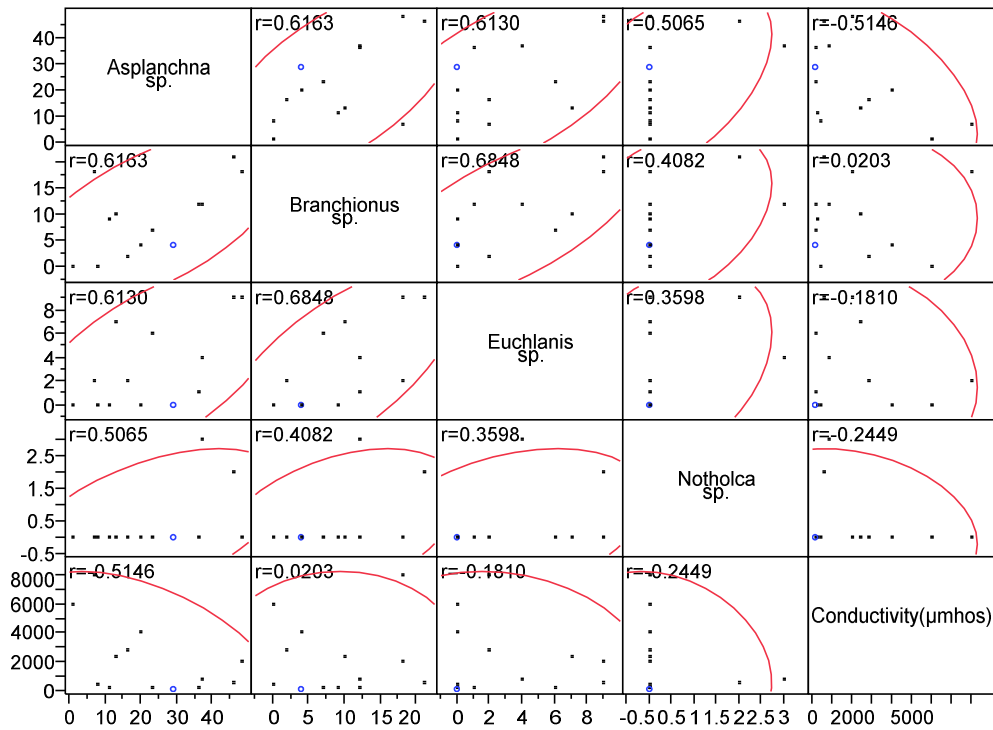 40
30
20
10
0
Asplanchna
sp.
r=0.6163
r=0.6130
r=0.5065
r=-0.5146
15
10
5
0
r=0.6163
Branchionus
sp.
r=0.6848
r=0.4082
r=0.0203
8
6
4
2
0
r=0.6130
r=0.6848
Euchlanis
sp.
r=0.3598
r=-0.1810
2.5
1.5
0.5
-0.5
r=0.5065
r=0.4082
r=0.3598
Notholca
sp.
r=-0.2449
8000
6000
4000
2000
0
r=-0.5146
r=0.0203
r=-0.1810
r=-0.2449
Conductivity(µmhos)
0 10 20 30 40
0 5 10 15 20
0 2 4 6 8
-0.5 0.5 1 1.5 2 2.5 3
0 2000 5000